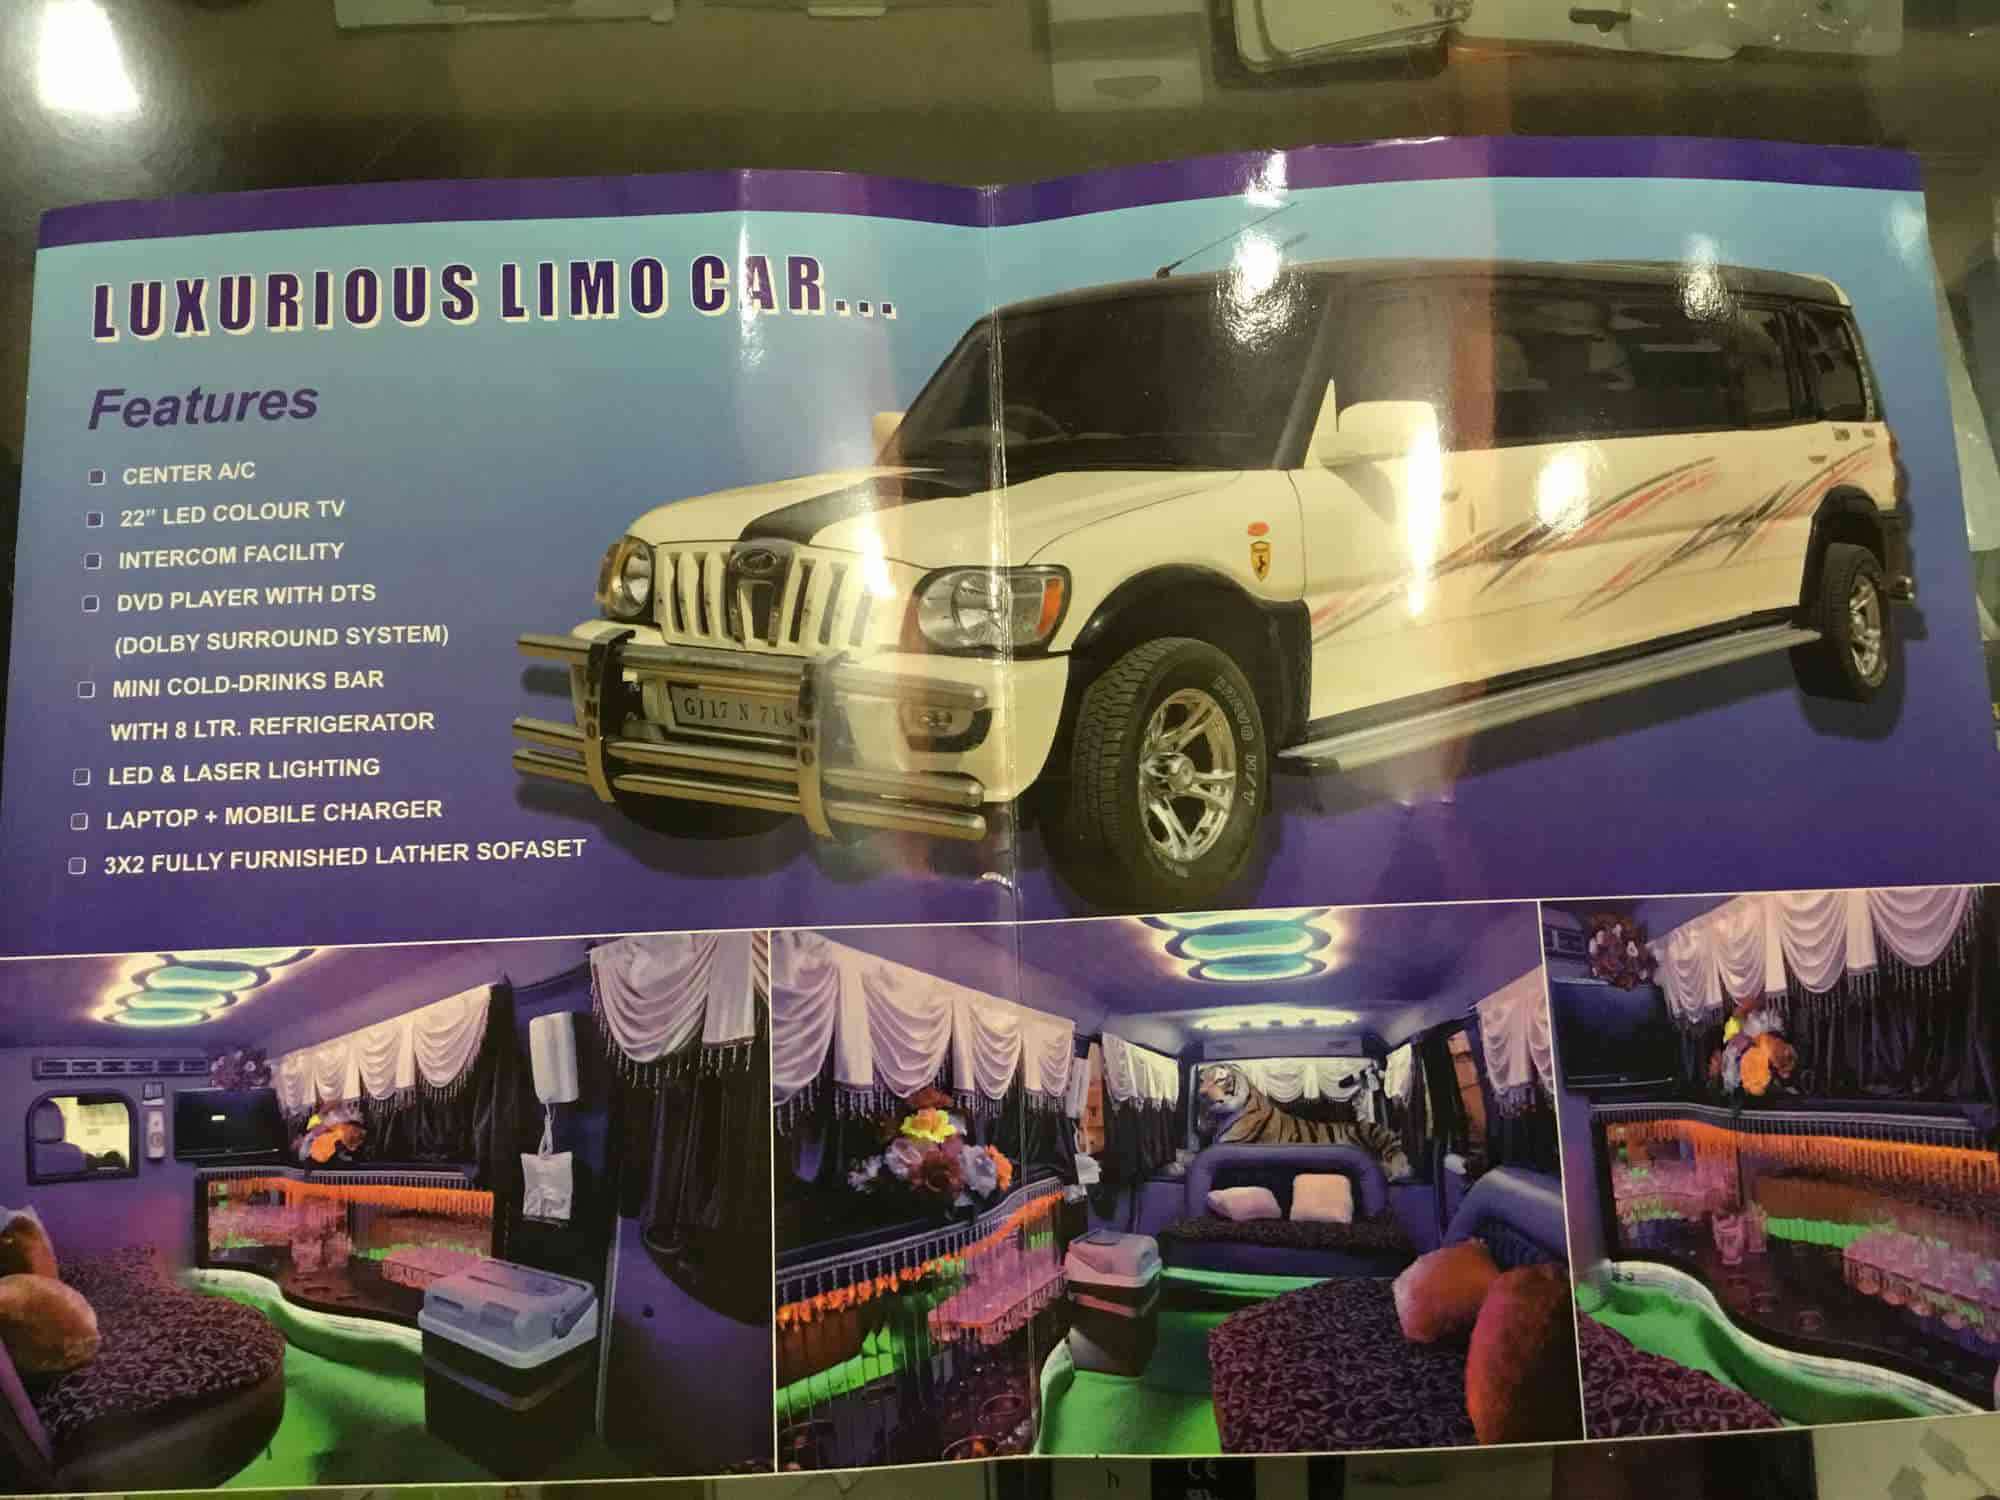 LUXURIOUS LIMO CAR...
Features
CENTER A/C
22" LED COLOUR TV
INTERCOM FACILITY
DVD PLAYER WITH DTS
(DOLBY SURROUND SYSTEM)
MINI COLD-DRINKS BAR
WITH 8 LTR. REFRIGERATOR
LED & LASER LIGHTING
LAPTOP + MOBILE CHARGER
3X2 FULLY FURNISHED LATHER SOFASET
GJ17 N 719